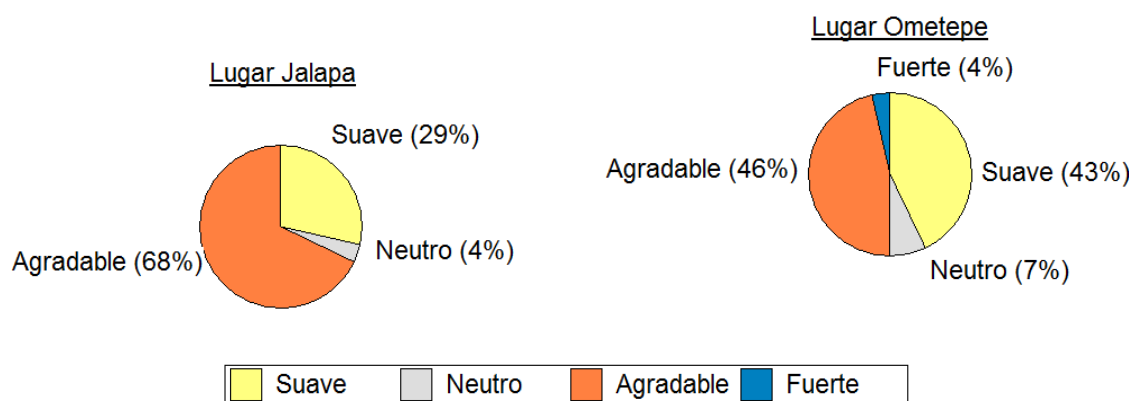 Lugar Jalapa
Suave (29%)
Neutro (4%)
Agradable (68%)
Lugar Ometepe
Fuerte (4%)
Agradable (46%)
Suave (43%)
Neutro (7%)
Suave Neutro Agradable Fuerte